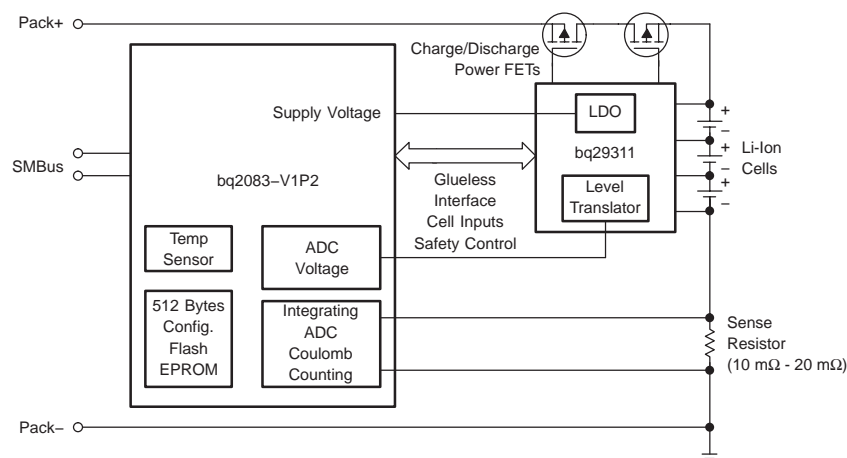 Pack+
Charge/Discharge
Power FETs
Supply Voltage
LDO
bq29311
+
−
+
−
+
−
Li-Ion
Cells
SMBus
bq2083−V1P2
Glueless
Interface
Cell Inputs
Safety Control
Level
Translator
Temp
Sensor
ADC
Voltage
512 Bytes
Config.
Flash
EPROM
Integrating
ADC
Coulomb
Counting
Sense
Resistor
(10 mΩ - 20 mΩ)
Pack−